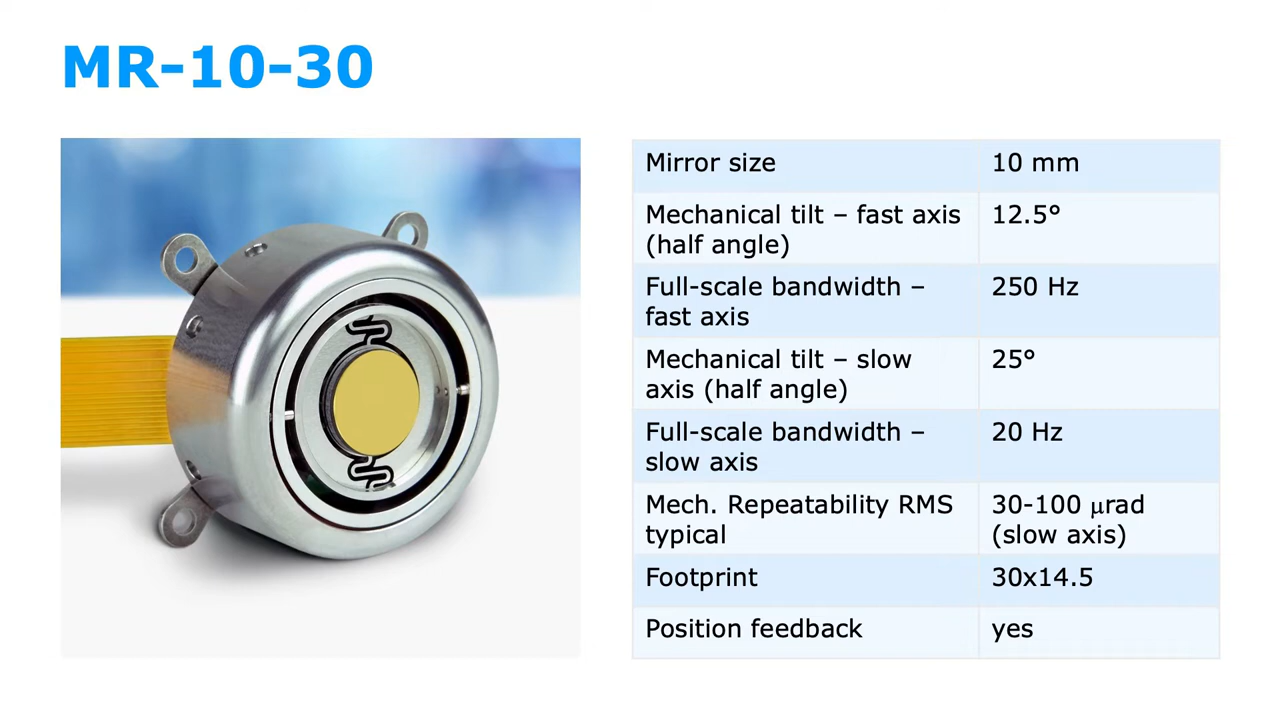 MR-10-30
Mirror size 10 mm
Mechanical tilt – fast axis 12.5°
(half angle)
Full-scale bandwidth – 250 Hz
fast axis
Mechanical tilt – slow 25°
axis (half angle)
Full-scale bandwidth – 20 Hz
slow axis
Mech. Repeatability RMS 30-100 μrad
typical (slow axis)
Footprint 30x14.5
Position feedback yes